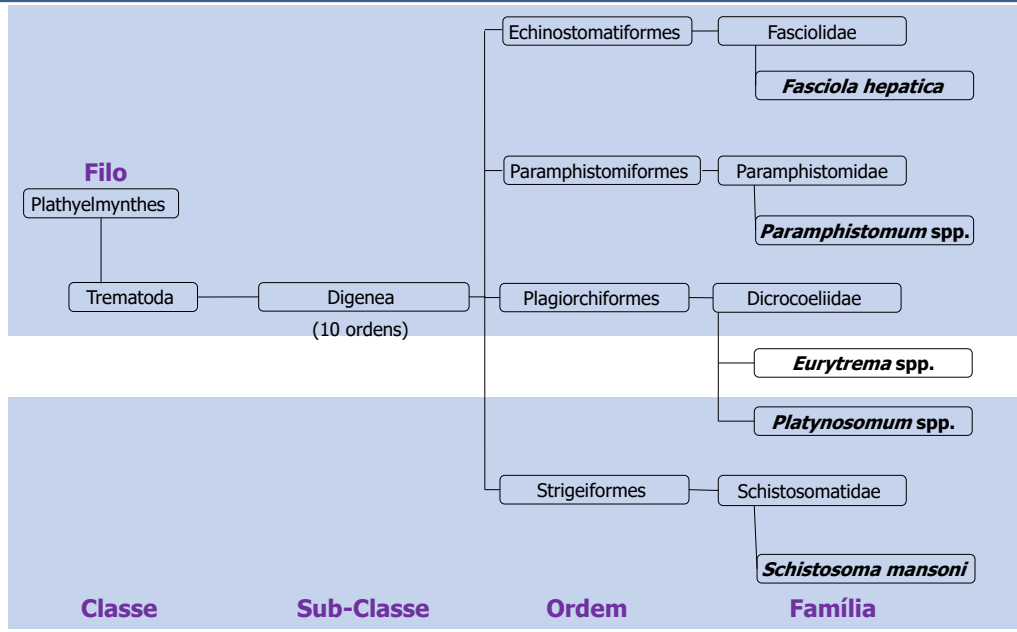 Echinostomatiformes
Fasciolidae
Fasciola hepatica
Filo
Plathyelmynthes
Paramphistomiformes
Paramphistomidae
Paramphistomum spp.
Trematoda
Digenea
(10 ordens)
Plagiorchiformes
Dicrocoeliidae
Eurytrema spp.
Platynosomum spp.
Strigeiformes
Schistosomatidae
Schistosoma mansoni
Classe
Sub-Classe
Ordem
Família